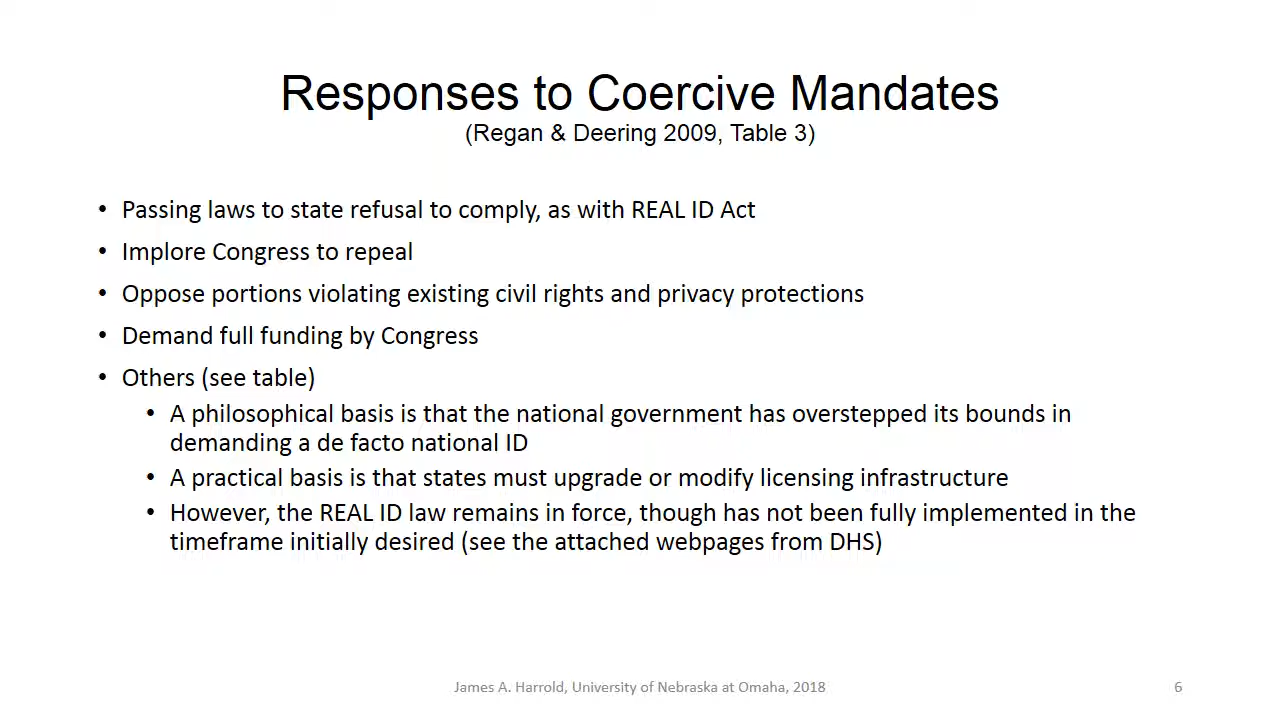 Responses to Coercive Mandates
(Regan & Deering 2009, Table 3)
• Passing laws to state refusal to comply, as with REAL ID Act
• Implore Congress to repeal
• Oppose portions violating existing civil rights and privacy protections
• Demand full funding by Congress
• Others (see table)
• A philosophical basis is that the national government has overstepped its bounds in
demanding a de facto national ID
• A practical basis is that states must upgrade or modify licensing infrastructure
• However, the REAL ID law remains in force, though has not been fully implemented in the
timeframe initially desired (see the attached webpages from DHS)
James A. Harrold, University of Nebraska at Omaha, 2018
6